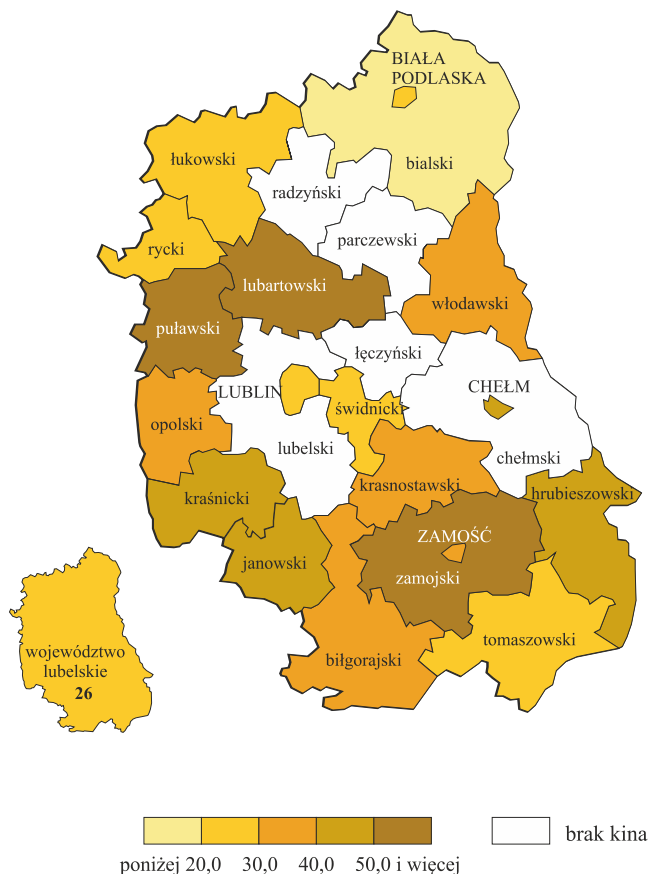 BIAŁA
PODLASKA
łukowski
bialski
radzyński
parczewski
rycki
lubartowski
włodawski
puławski
łęczyński
LUBLIN
CHEŁM
świdnicki
opolski
lubelski
chełmski
krasnostawski
hrubieszowski
kraśnicki
ZAMOŚĆ
janowski
zamojski
tomaszowski
biłgorajski
województwo
lubelskie
26
brak kina
poniżej 20,0 30,0 40,0 50,0 i więcej